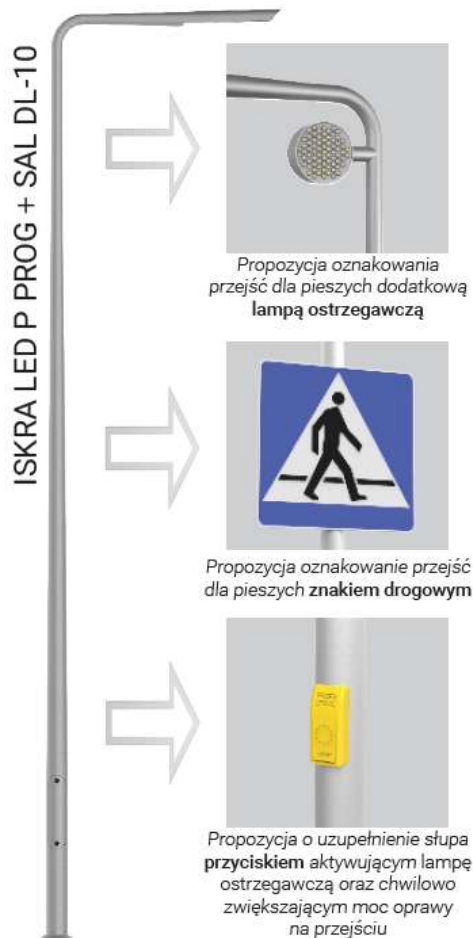 ISKRA LED P PROG + SAL DL-10
Propozycja oznakowania
przejść dla pieszych dodatkową
lampą ostrzegawczą
Propozycja oznakowanie przejść
dla pieszych znakiem drogowym
Propozycja o uzupełnienie słupa
przyciskiem aktywującym lampę
ostrzegawczą oraz chwilowo
zwiększającym moc oprawy
na przejściu